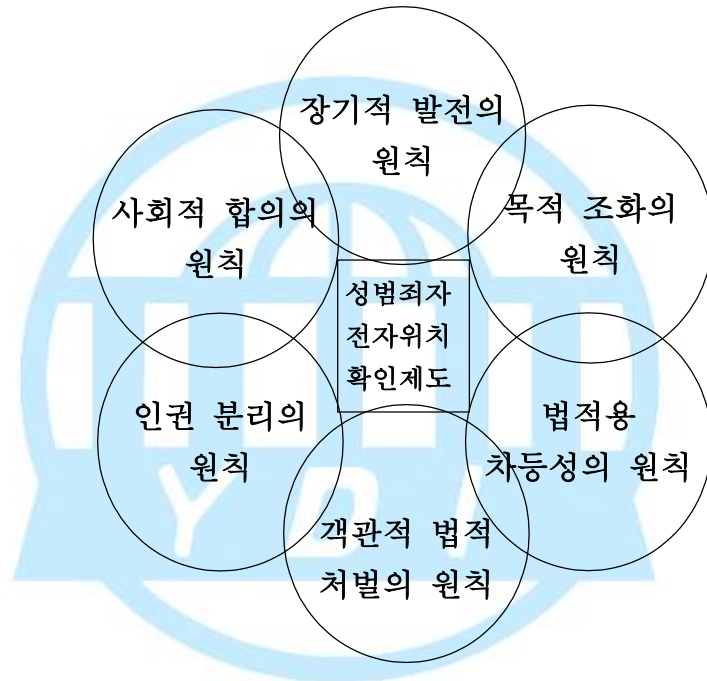 장기적 발전의
원칙
사회적 합의의
원칙
목적 조화의
원칙
성범죄자
전자위치
확인제도
인권 분리의
원칙
법적용
차등성의 원칙
객관적 법적
처벌의 원칙
YDI